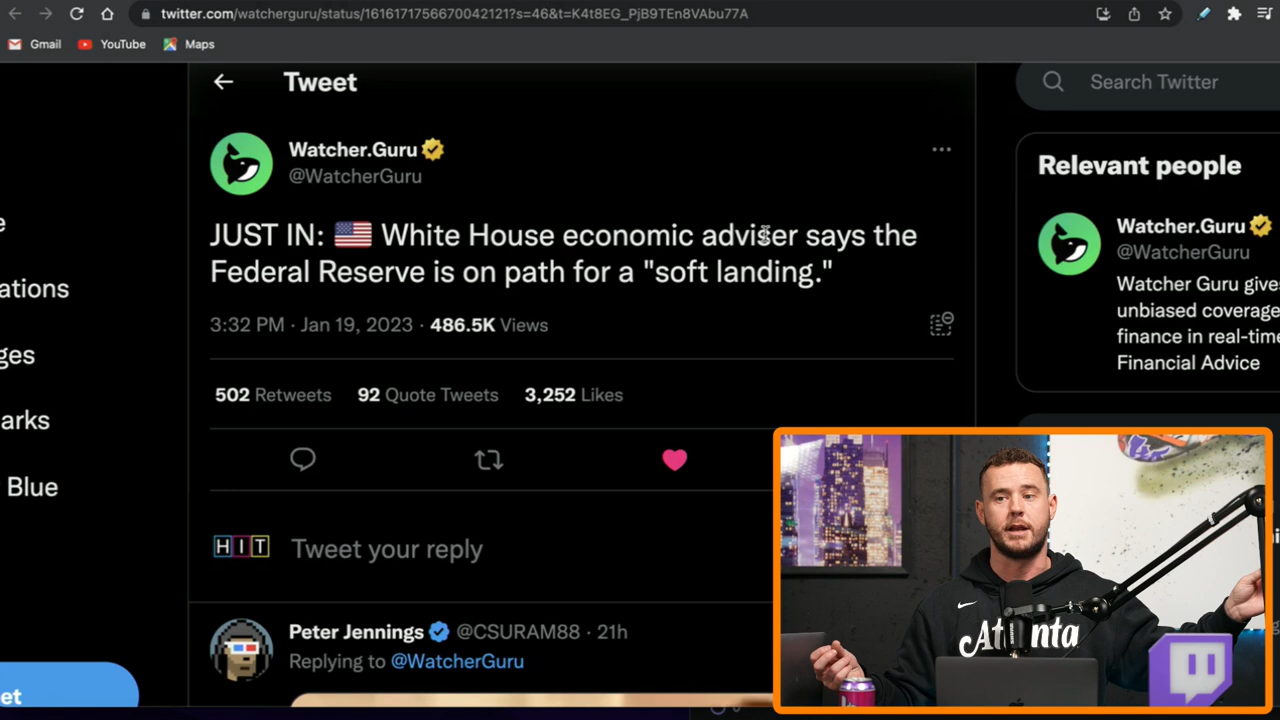 twitter.com/watcherguru/status/1616171756670042121?s=46&t=K4t8EG_PjB9TEn8VAbu77A
Gmail YouTube Maps
Tweet
Search Twitter
Watcher.Guru
@WatcherGuru
JUST IN: 🇺🇸 White House economic adviser says the
Federal Reserve is on path for a "soft landing."
3:32 PM · Jan 19, 2023 · 486.5K Views
502 Retweets 92 Quote Tweets 3,252 Likes
HIT Tweet your reply
Peter Jennings @CSURAM88 · 21h
Replying to @WatcherGuru
Relevant people
Watcher.Guru
@WatcherGuru
Watcher Guru give
unbiased coverage
finance in real-time
Financial Advice
e
ations
ges
arks
Blue
et
Atlanta